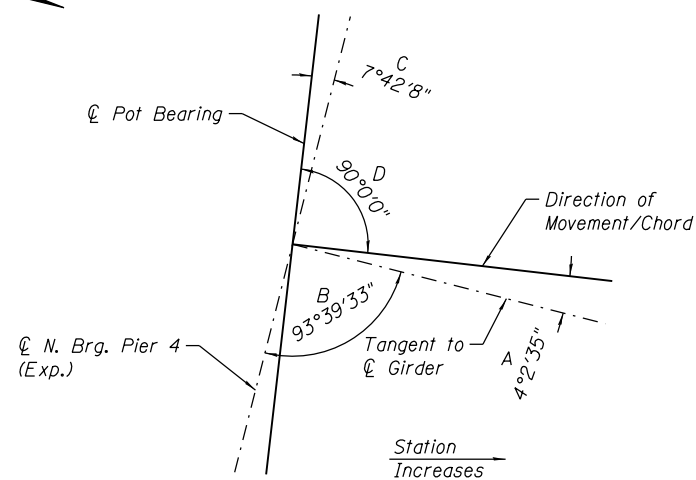 C
7°42'8"
℄ Pot Bearing
D
90°0'0"
Direction of
Movement/Chord
B
93°39'33"
℄ N. Brg. Pier 4
(Exp.)
Tangent to
℄ Girder
A
4°2'35"
Station
Increases